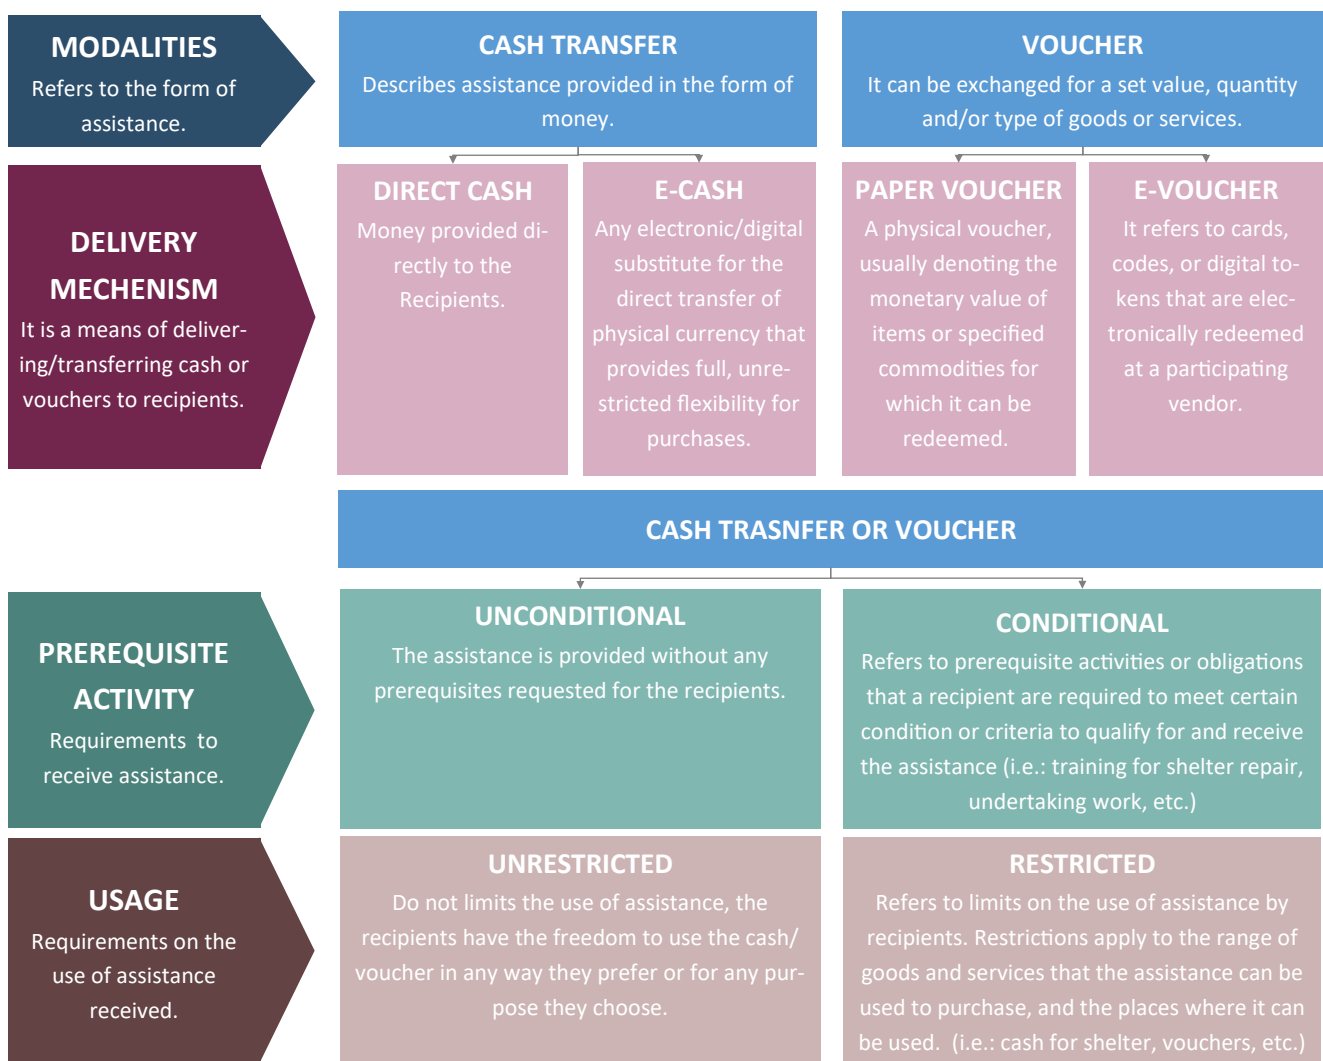 MODALITIES
Refers to the form of
assistance.
CASH TRANSFER
Describes assistance provided in the form of
money.
VOUCHER
It can be exchanged for a set value, quantity
and/or type of goods or services.
DELIVERY
MECHENISM
It is a means of deliver-
ing/transferring cash or
vouchers to recipients.
DIRECT CASH
Money provided di-
rectly to the
Recipients.
E-CASH
Any electronic/digital
substitute for the
direct transfer of
physical currency that
provides full, unre-
stricted flexibility for
purchases.
PAPER VOUCHER
A physical voucher,
usually denoting the
monetary value of
items or specified
commodities for
which it can be
redeemed.
E-VOUCHER
It refers to cards,
codes, or digital to-
kens that are elec-
tronically redeemed
at a participating
vendor.
CASH TRASNFER OR VOUCHER
PREREQUISITE
ACTIVITY
Requirements to
receive assistance.
UNCONDITIONAL
The assistance is provided without any
prerequisites requested for the recipients.
CONDITIONAL
Refers to prerequisite activities or obligations
that a recipient are required to meet certain
condition or criteria to qualify for and receive
the assistance (i.e.: training for shelter repair,
undertaking work, etc.)
USAGE
Requirements on the
use of assistance
received.
UNRESTRICTED
Do not limits the use of assistance, the
recipients have the freedom to use the cash/
voucher in any way they prefer or for any pur-
pose they choose.
RESTRICTED
Refers to limits on the use of assistance by
recipients. Restrictions apply to the range of
goods and services that the assistance can be
used to purchase, and the places where it can
be used. (i.e.: cash for shelter, vouchers, etc.)